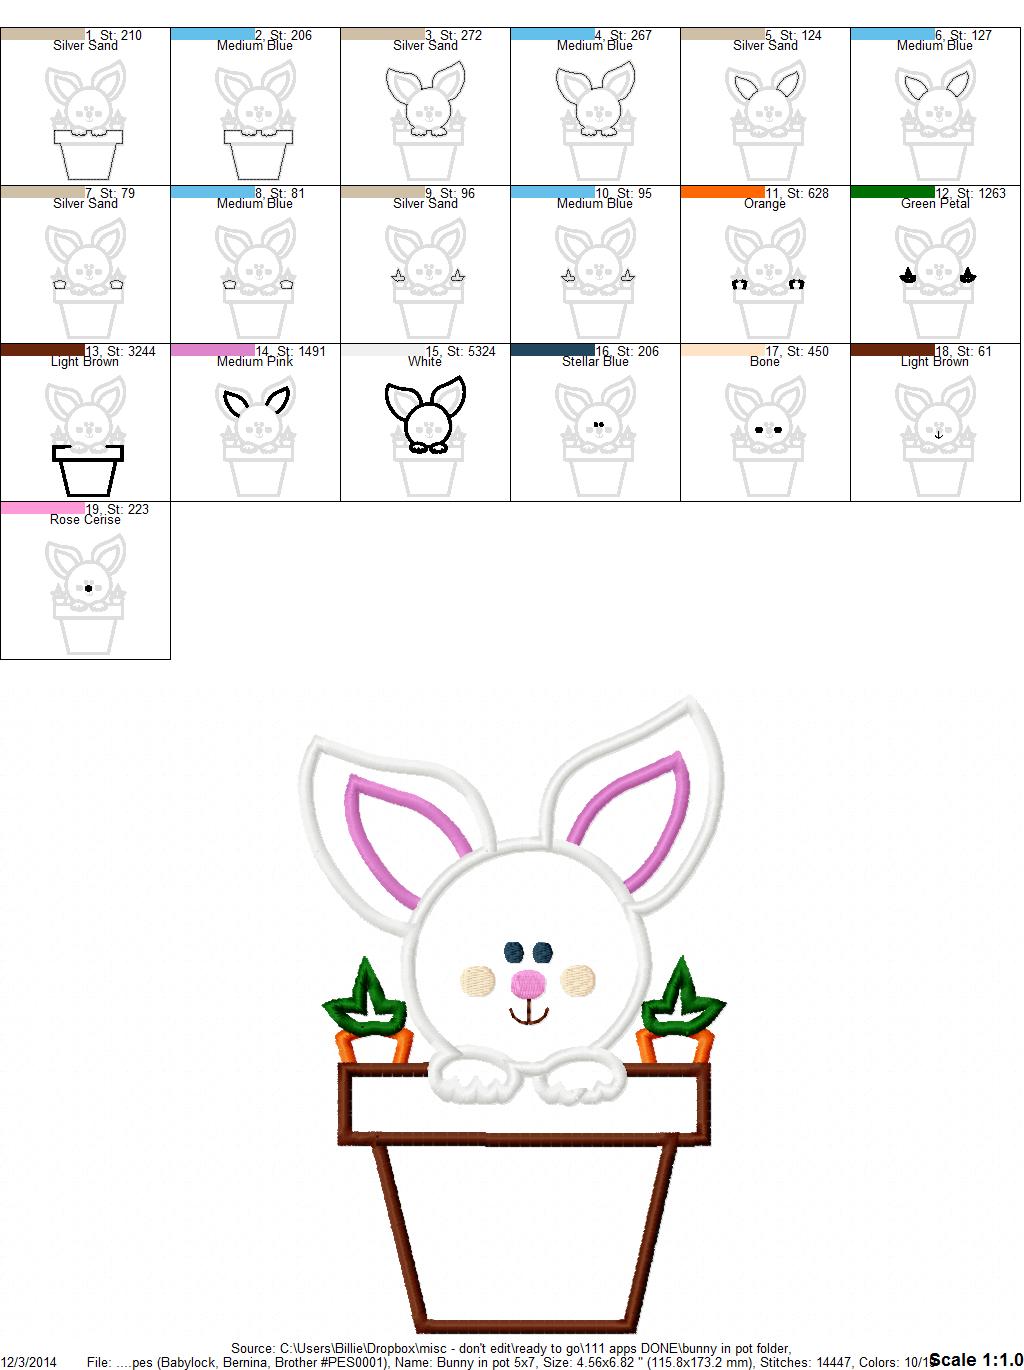 1, St: 210
Silver Sand
2, St: 206
Medium Blue
3, St: 272
Silver Sand
4, St: 267
Medium Blue
5, St: 124
Silver Sand
6, St: 127
Medium Blue
7, St: 79
Silver Sand
8, St: 81
Medium Blue
9, St: 96
Silver Sand
10, St: 95
Medium Blue
11, St: 628
Orange
12, St: 1263
Green Petal
13, St: 3244
Light Brown
14, St: 1491
Medium Pink
15, St: 5324
White
16, St: 206
Stellar Blue
17, St: 450
Bone
18, St: 61
Light Brown
19, St: 223
Rose Cerise
Source: C:\Users\Billie\Dropbox\misc - don't edit\ready to go\111 apps DONE\bunny in pot folder,
12/3/2014 File: ....pes (Babylock, Bernina, Brother #PES0001), Name: Bunny in pot 5x7, Size: 4.56x6.82 " (115.8x173.2 mm), Stitches: 14447, Colors: 10/1 Scale 1:1.0